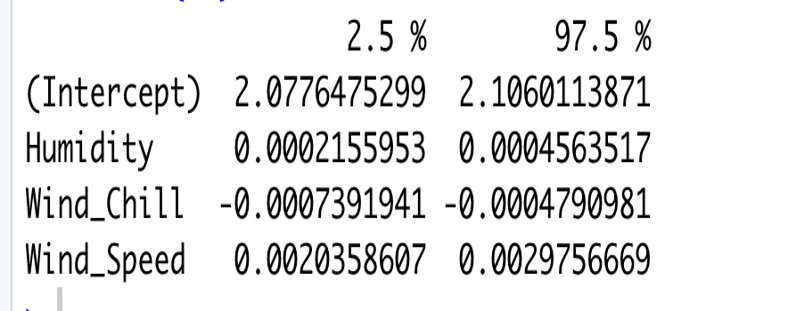 2.5 % 97.5 %
(Intercept) 2.0776475299 2.1060113871
Humidity 0.0002155953 0.0004563517
Wind_Chill -0.0007391941 -0.0004790981
Wind_Speed 0.0020358607 0.0029756669